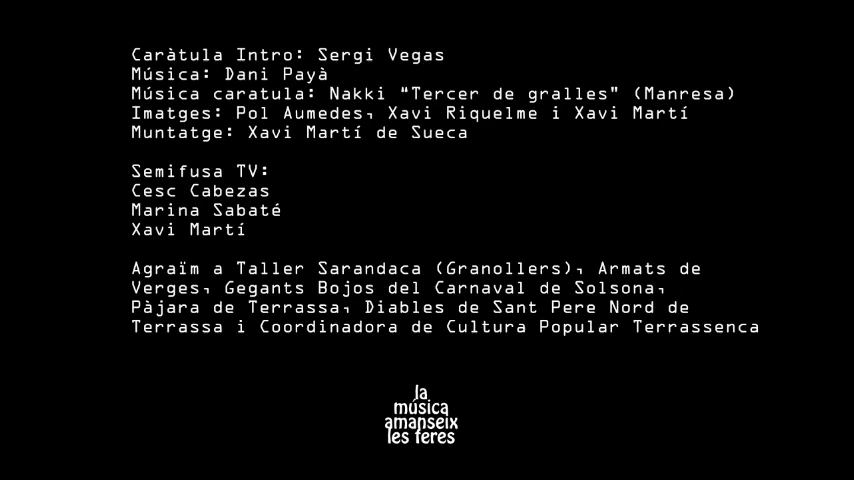 Caràtula Intro: Sergi Vegas
Música: Dani Payà
Música caratula: Nakki “Tercer de gralles" (Manresa)
Imatges: Pol Aumedes, Xavi Riquelme i Xavi Martí
Muntatge: Xavi Martí de Sueca
Semifusa TV:
Cesc Cabezas
Marina Sabaté
Xavi Martí
Agraïm a Taller Sarandaca (Granollers), Armats de
Verges, Gegants Bojos del Carnaval de Solsona,
Pàjara de Terrassa, Diables de Sant Pere Nord de
Terrassa i Coordinadora de Cultura Popular Terrassenca
la
música
amanseix
les feres